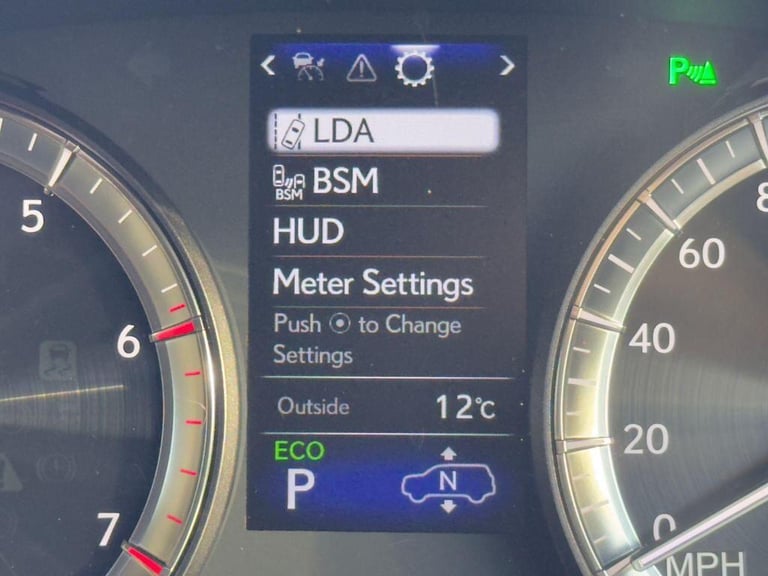 P
LDA
BSM
BSM
HUD
Meter Settings
Push ⦿ to Change
Settings
Outside 12°C
ECO
P
N
5
6
7
8
60
40
20
0
MPH